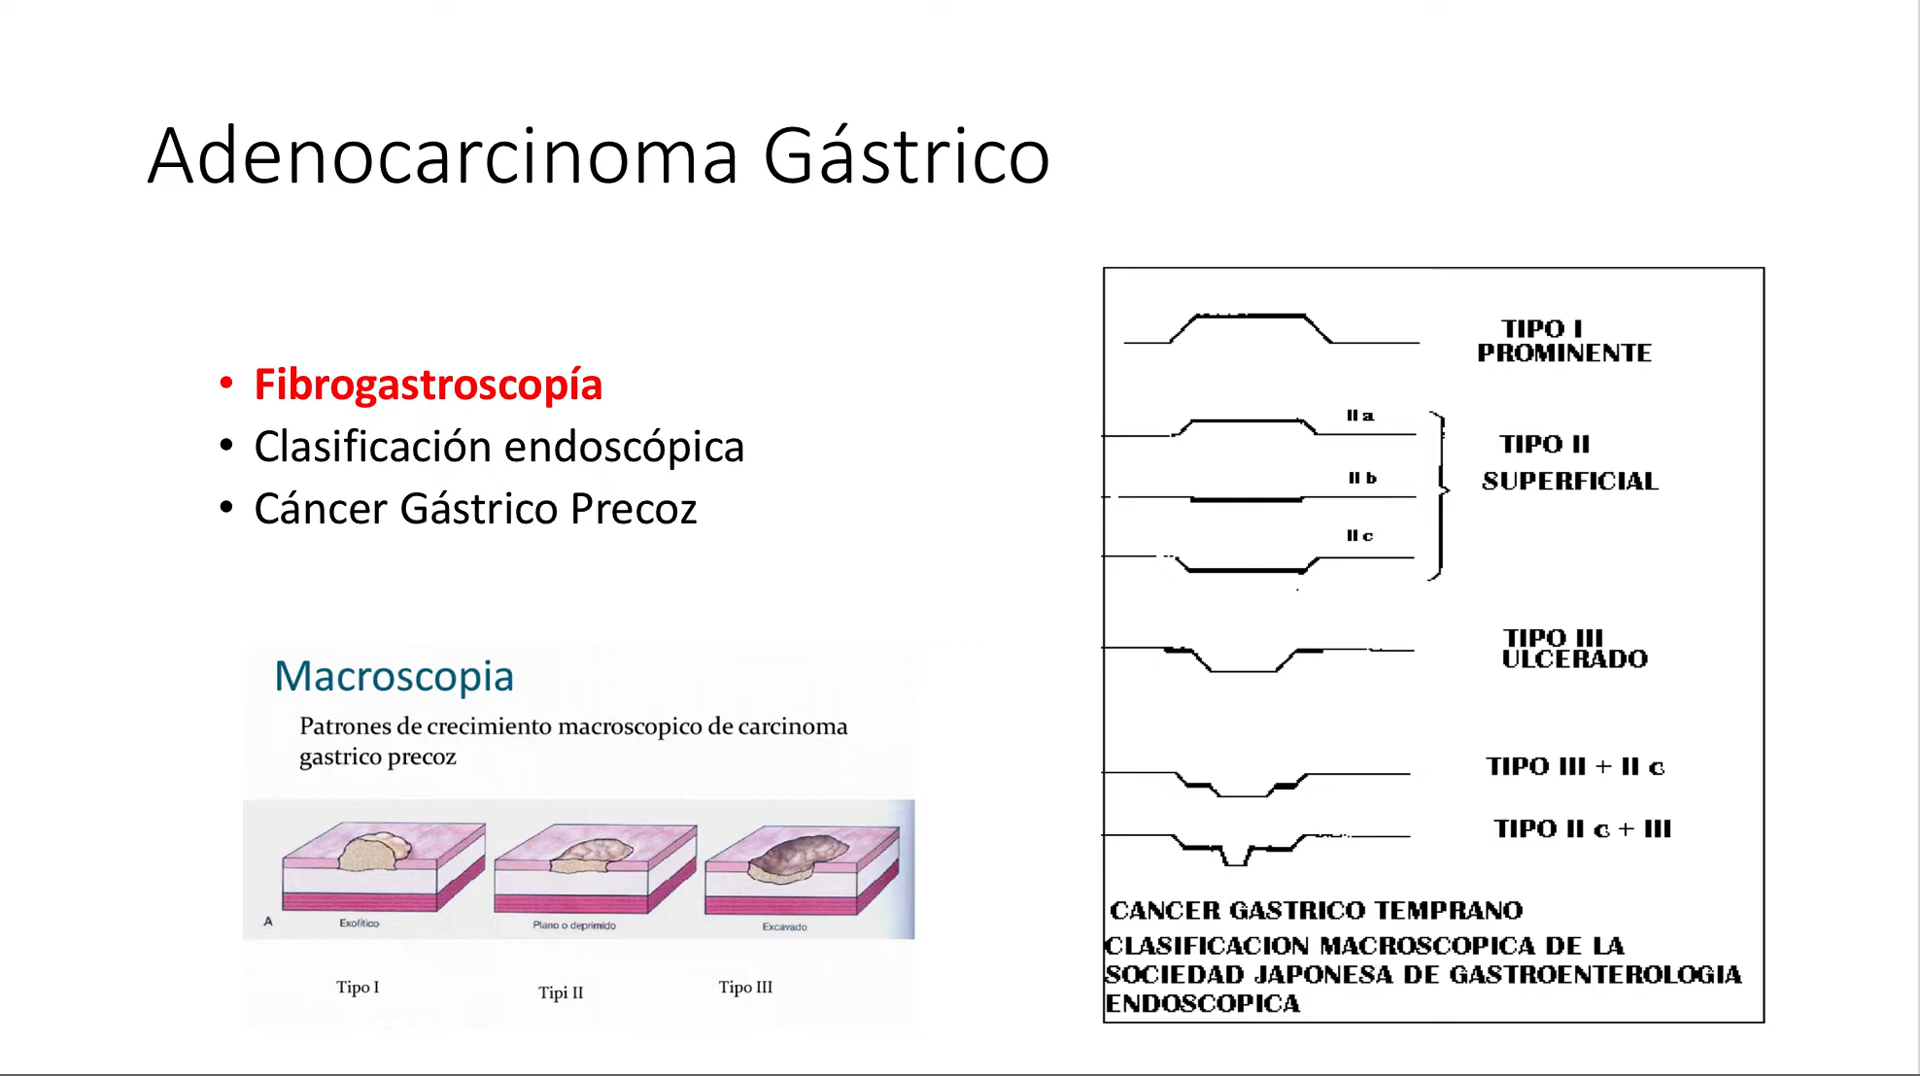 Adenocarcinoma Gástrico
• Fibrogastroscopía
• Clasificación endoscópica
• Cáncer Gástrico Precoz
Macroscopia
Patrones de crecimiento macroscopico de carcinoma
gastrico precoz
A
Exofítico
Plano o deprimido
Excavado
Tipo I
Tipi II
Tipo III
TIPO I
PROMINENTE
II a
II b
II c
TIPO II
SUPERFICIAL
TIPO III
ULCERADO
TIPO III + II c
TIPO II c + III
CANCER GASTRICO TEMPRANO
CLASIFICACION MACROSCOPICA DE LA
SOCIEDAD JAPONESA DE GASTROENTEROLOGIA
ENDOSCOPICA